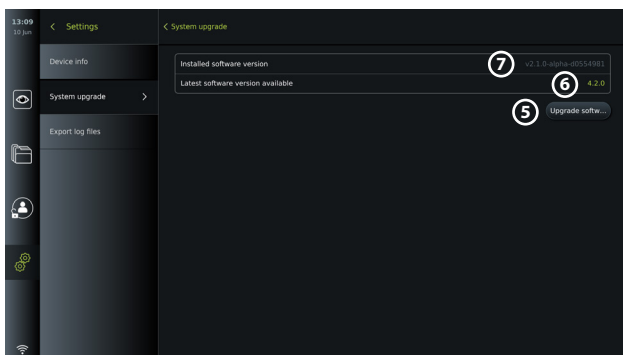 13:09
10 Jun
Settings
System upgrade
Device info
System upgrade
Export log files
Installed software version
7
v2.1.0-alpha-d0554981
Latest software version available
6
4.2.0
5
Upgrade softw...